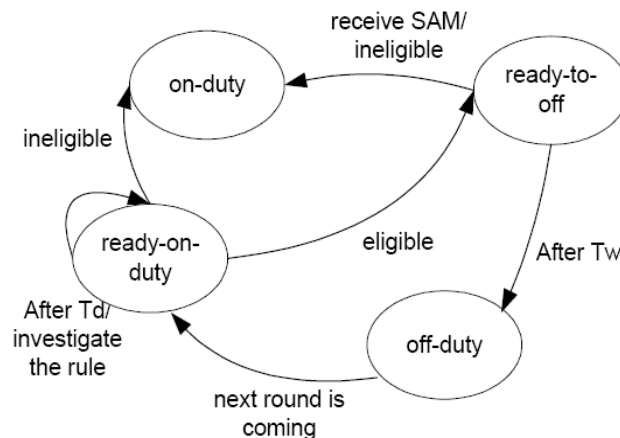 receive SAM/
ineligible
on-duty
ready-to-
off
ineligible
ready-on-
duty
eligible
After Tw
After Td/
investigate
the rule
off-duty
next round is
coming